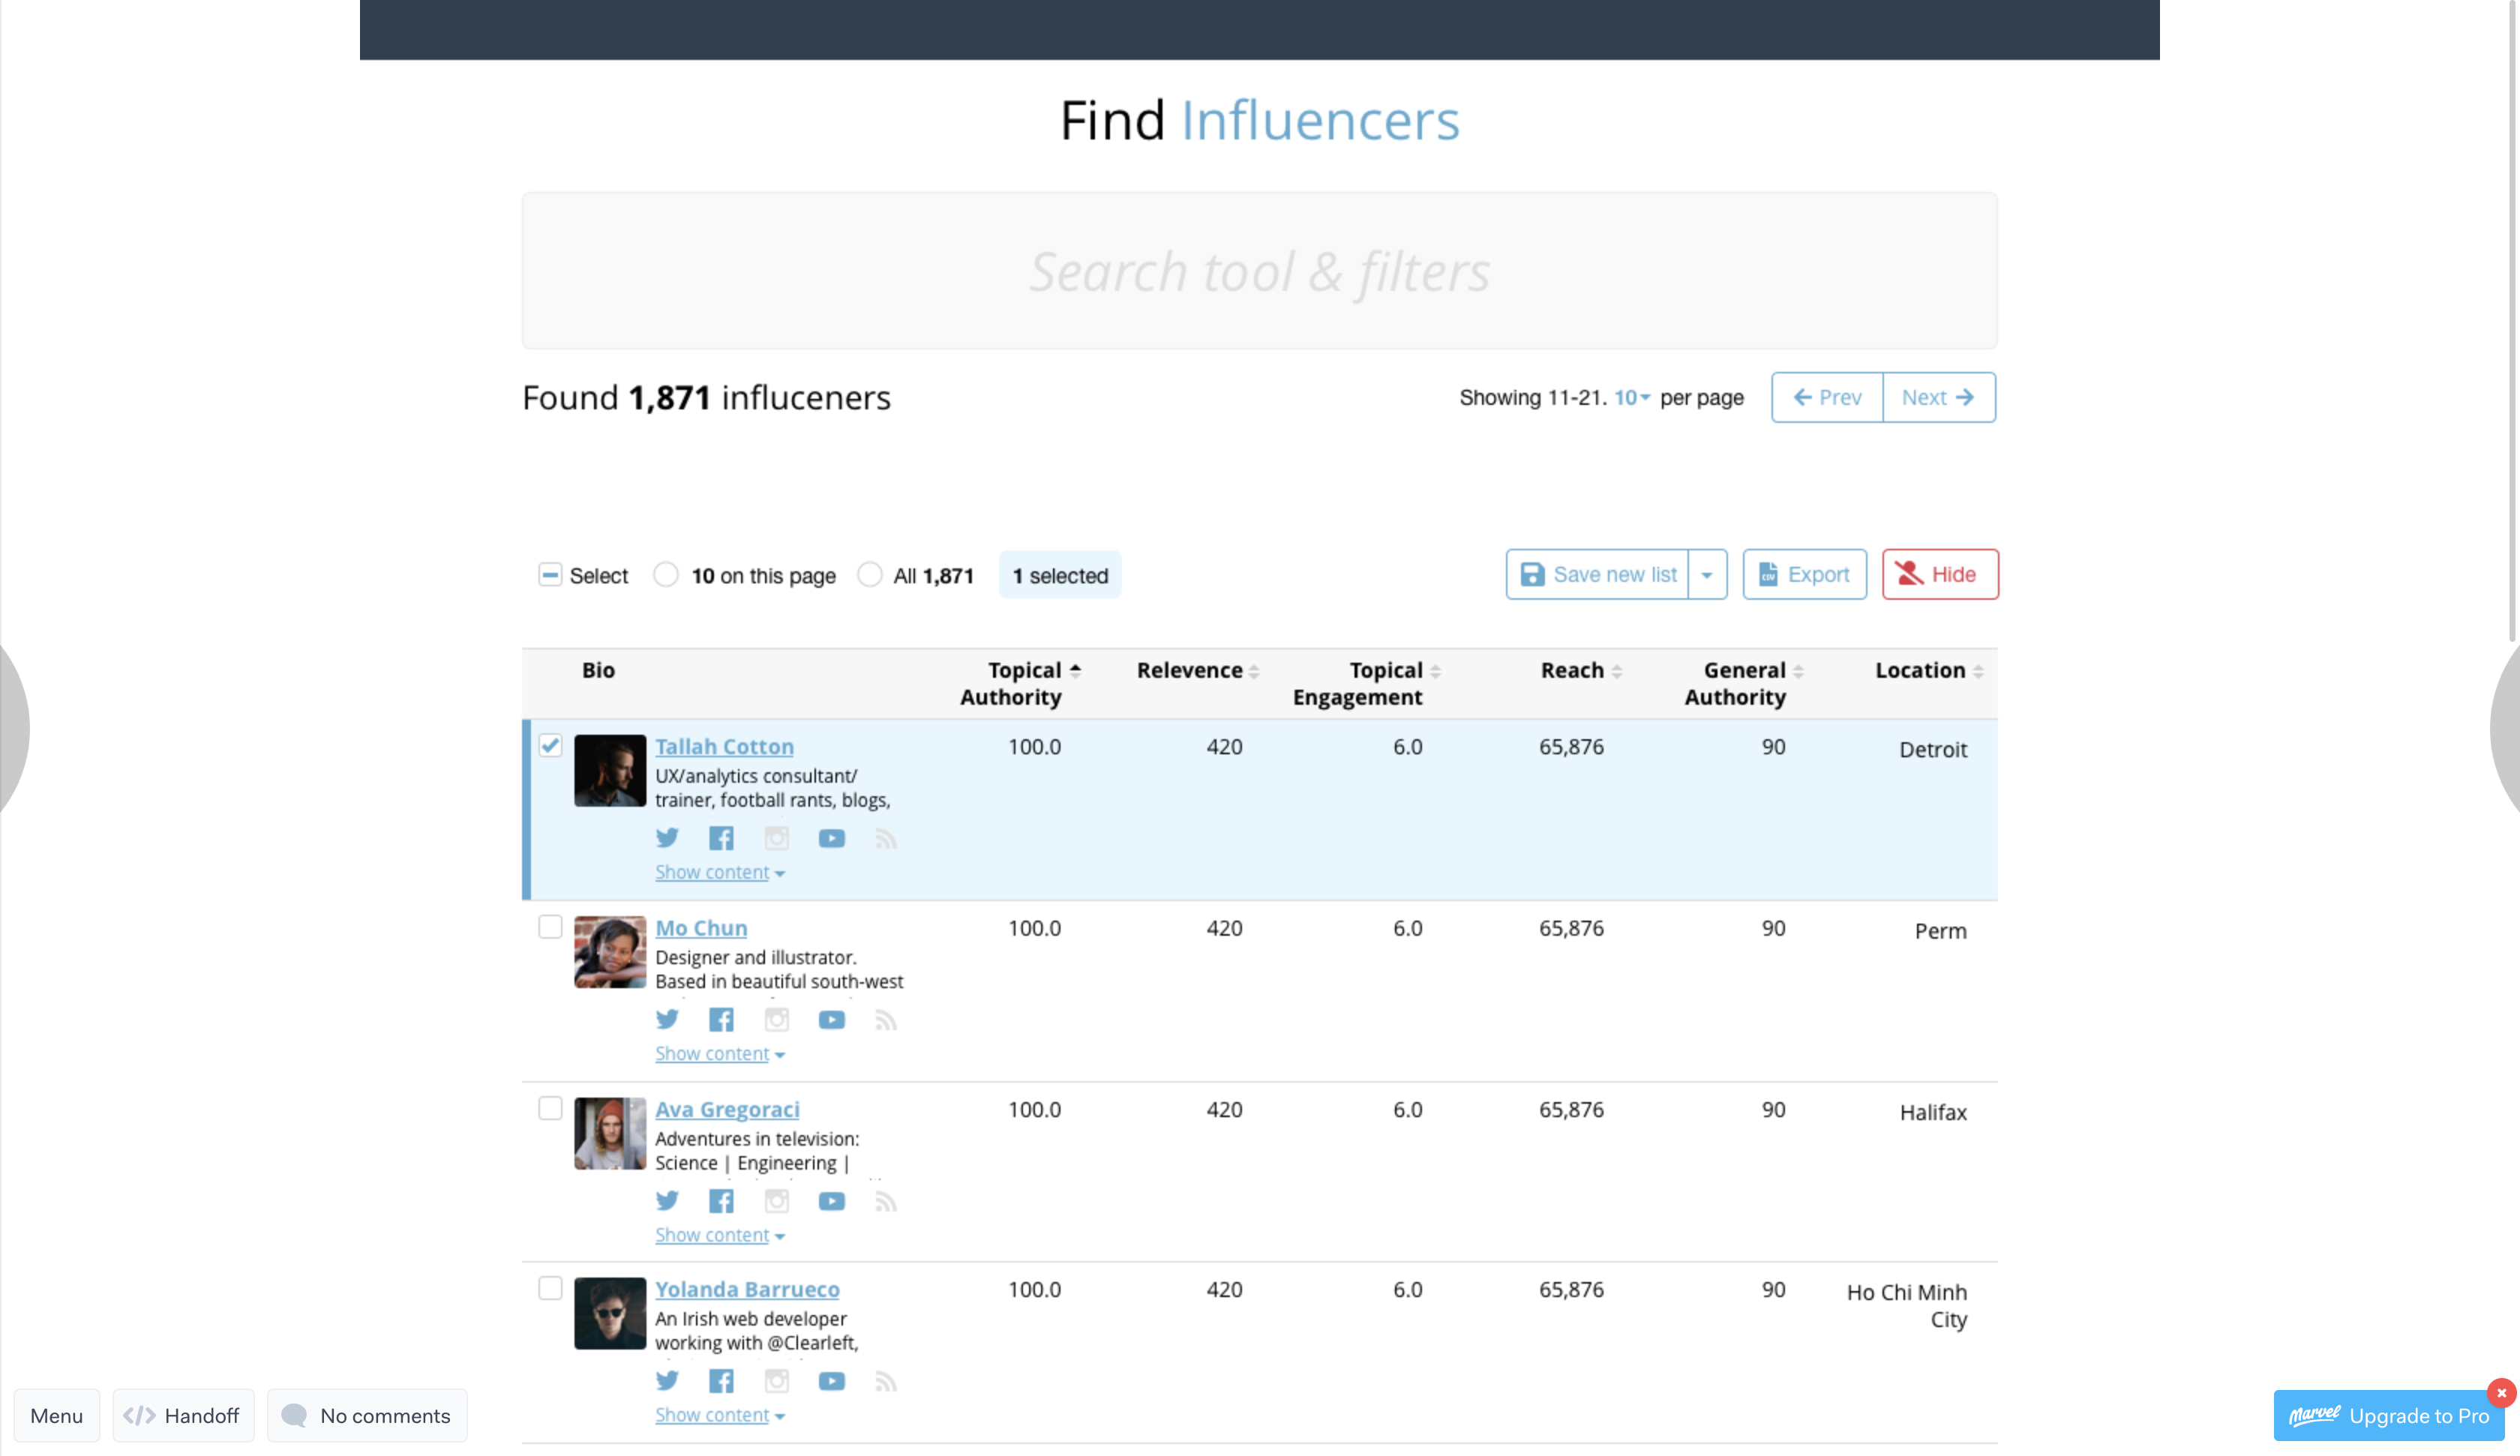 Find Influencers
Search tool & filters
Found 1,871 influceners
Showing 11-21. 10 per page
Prev
Next
Select
10 on this page
All 1,871
1 selected
Save new list
CSV
Export
Hide
Bio
Topical Authority
Relevence
Topical Engagement
Reach
General Authority
Location
Tallah Cotton
100.0
420
6.0
65,876
90
Detroit
UX/analytics consultant/
trainer, football rants, blogs,
Show content
Mo Chun
100.0
420
6.0
65,876
90
Perm
Designer and illustrator.
Based in beautiful south-west
Show content
Ava Gregoraci
100.0
420
6.0
65,876
90
Halifax
Adventures in television:
Science | Engineering |
Show content
Yolanda Barrueco
100.0
420
6.0
65,876
90
Ho Chi Minh
City
An Irish web developer
working with @Clearleft,
Show content
Menu
</> Handoff
No comments
Marvel Upgrade to Pro